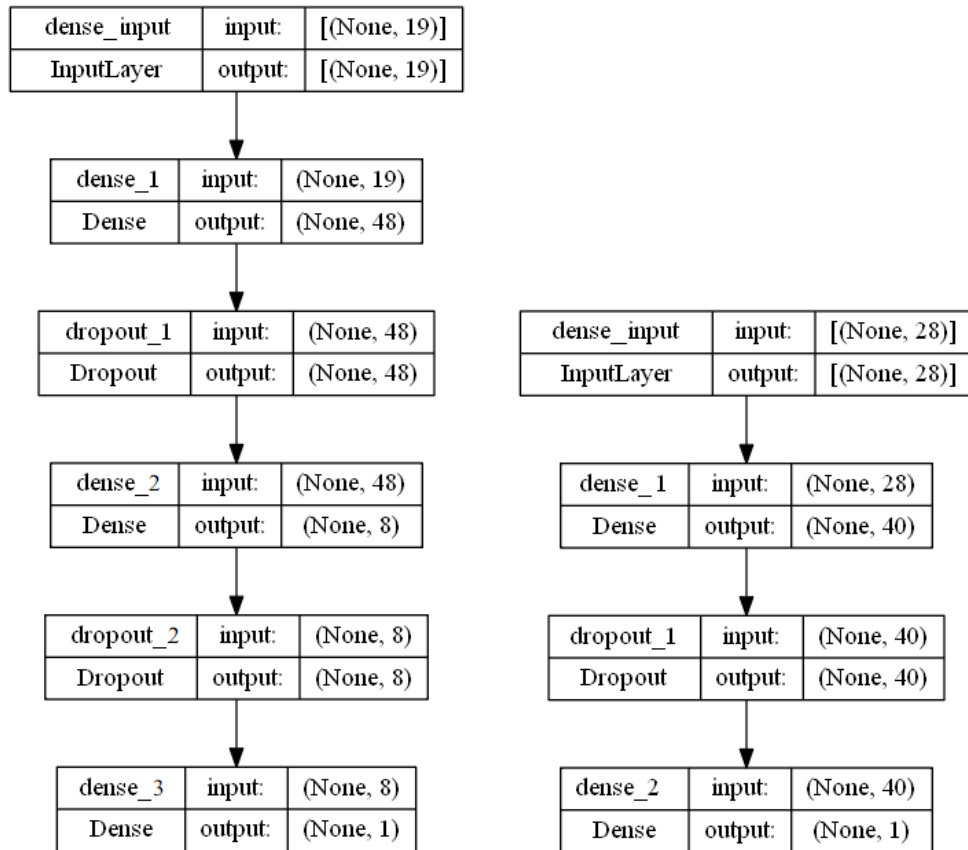 dense_input input: [(None, 19)]
InputLayer output: [(None, 19)]
dense_1 input: (None, 19)
Dense output: (None, 48)
dropout_1 input: (None, 48)
Dropout output: (None, 48)
dense_2 input: (None, 48)
Dense output: (None, 8)
dropout_2 input: (None, 8)
Dropout output: (None, 8)
dense_3 input: (None, 8)
Dense output: (None, 1)
dense_input input: [(None, 28)]
InputLayer output: [(None, 28)]
dense_1 input: (None, 28)
Dense output: (None, 40)
dropout_1 input: (None, 40)
Dropout output: (None, 40)
dense_2 input: (None, 40)
Dense output: (None, 1)